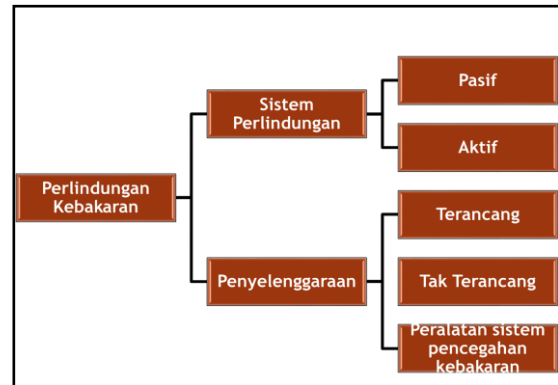 Perlindungan
Kebakaran
Sistem
Perlindungan
Pasif
Aktif
Penyelenggaraan
Terancang
Tak Terancang
Peralatan sistem
pencegahan
kebakaran